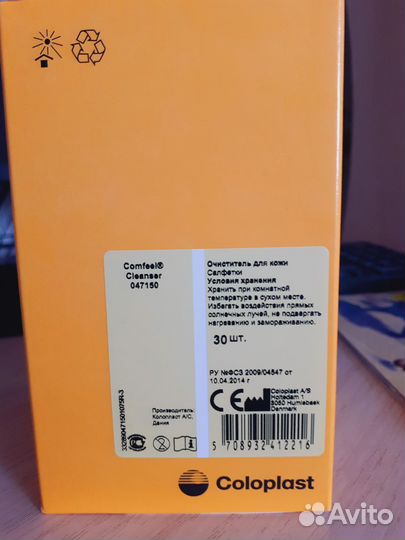 Comfeel®
Cleanser
047150
Очиститель для кожи
Салфетки
Условия хранения
Хранить при комнатной
температуре в сухом месте.
Избегать воздействия прямых
солнечных лучей, не подвергать
нагреванию и замораживанию.
30 шт.
РУ №ФСЗ 2009/04547 от
10.04.2014 г
Производитель:
Колопласт А/С,
Дания
CE
Coloplast A/S
Holtedam 1
3050 Humlebaek
Denmark
5 708932 412216
Coloplast
Avito